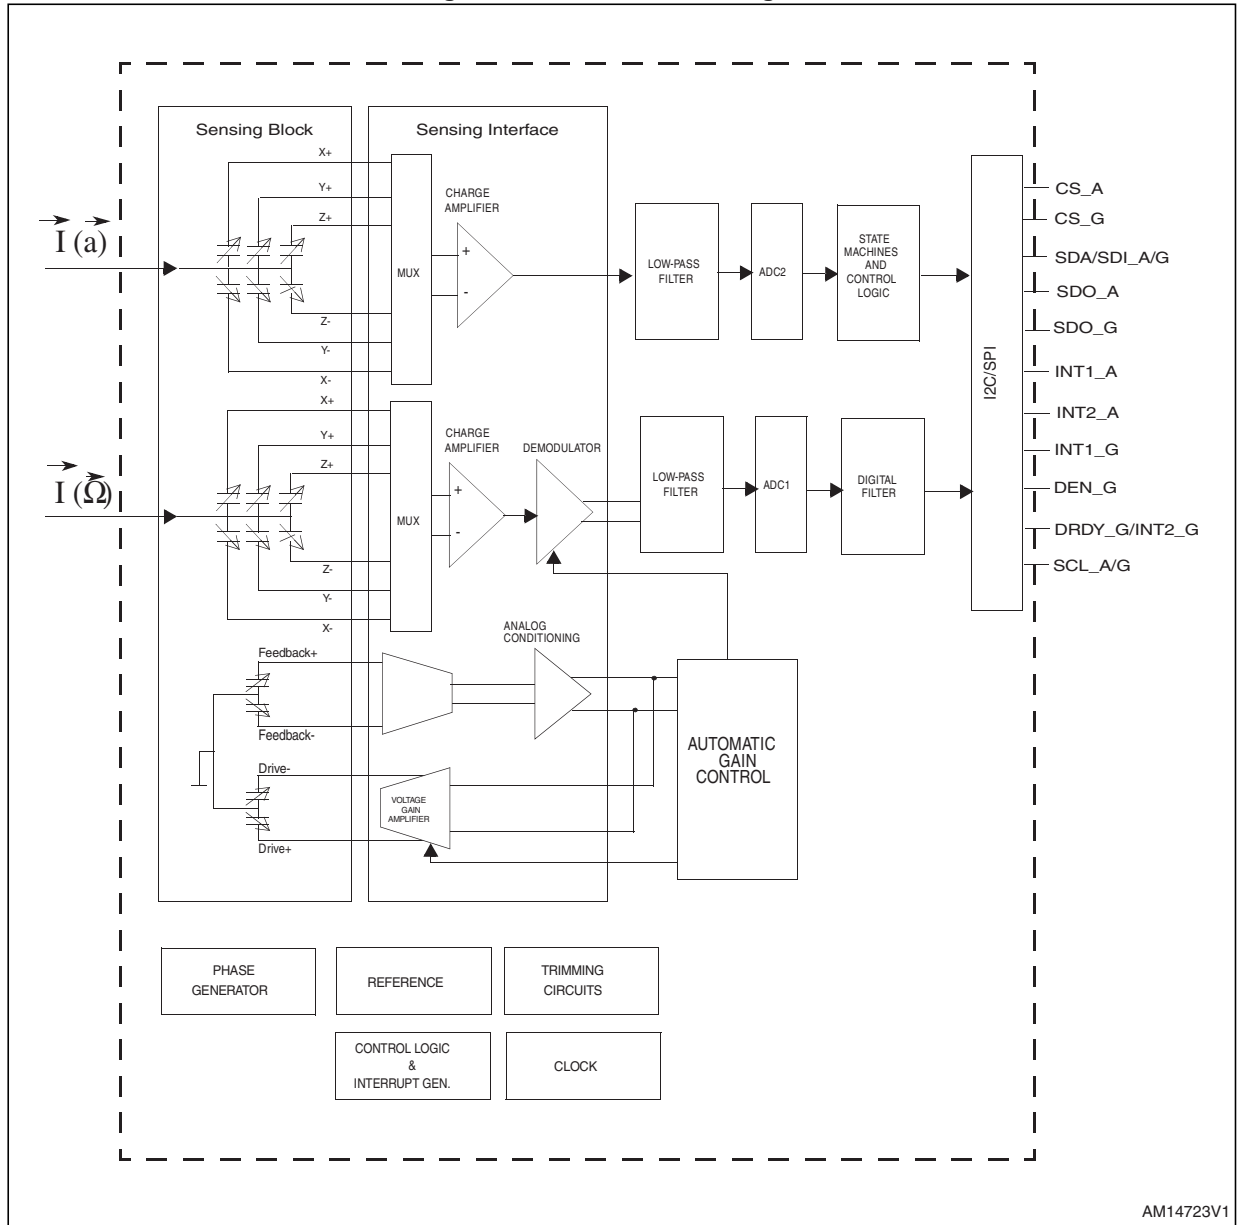 Sensing Block
Sensing Interface
X+
Y+
Z+
Z-
Y-
X-
I (a)
MUX
CHARGE
AMPLIFIER
+
-
LOW-PASS
FILTER
ADC2
STATE
MACHINES
AND
CONTROL
LOGIC
I2C/SPI
CS_A
CS_G
SDA/SDI_A/G
SDO_A
SDO_G
INT1_A
INT2_A
INT1_G
DEN_G
DRDY_G/INT2_G
SCL_A/G
X+
Y+
Z+
Z-
Y-
X-
I (Ω)
MUX
CHARGE
AMPLIFIER
+
-
DEMODULATOR
LOW-PASS
FILTER
ADC1
DIGITAL
FILTER
Feedback+
Feedback-
ANALOG
CONDITIONING
AUTOMATIC
GAIN
CONTROL
Drive-
Drive+
VOLTAGE
GAIN
AMPLIFIER
PHASE
GENERATOR
REFERENCE
TRIMMING
CIRCUITS
CONTROL LOGIC
&
INTERRUPT GEN.
CLOCK
AM14723V1